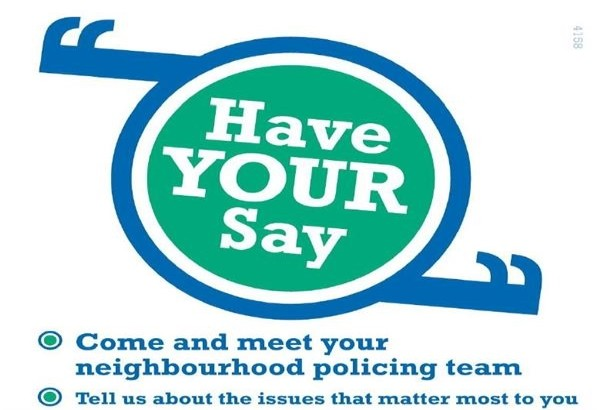 4168
Have
YOUR
Say
Come and meet your
neighbourhood policing team
Tell us about the issues that matter most to you